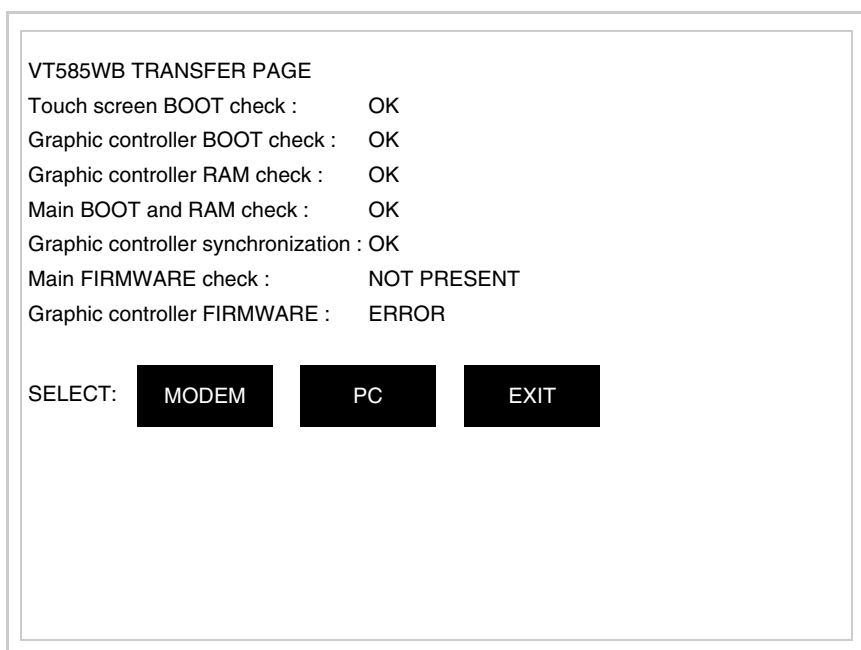 VT585WB TRANSFER PAGE
Touch screen BOOT check : OK
Graphic controller BOOT check : OK
Graphic controller RAM check : OK
Main BOOT and RAM check : OK
Graphic controller synchronization : OK
Main FIRMWARE check : NOT PRESENT
Graphic controller FIRMWARE : ERROR
SELECT: MODEM PC EXIT